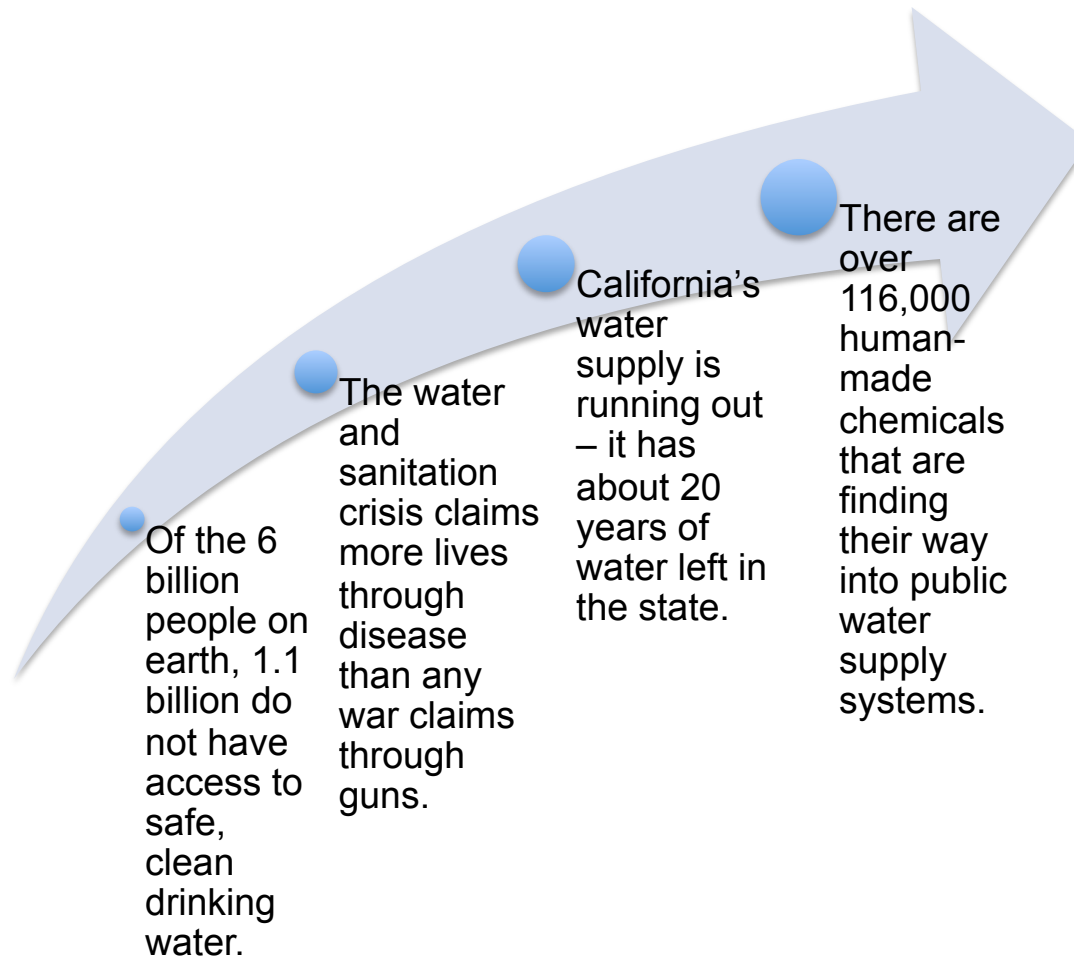 Of the 6
billion
people on
earth, 1.1
billion do
not have
access to
safe,
clean
drinking
water.
The water
and
sanitation
crisis claims
more lives
through
disease
than any
war claims
through
guns.
California’s
water
supply is
running out
– it has
about 20
years of
water left in
the state.
There are
over
116,000
human-
made
chemicals
that are
finding
their way
into public
water
supply
systems.